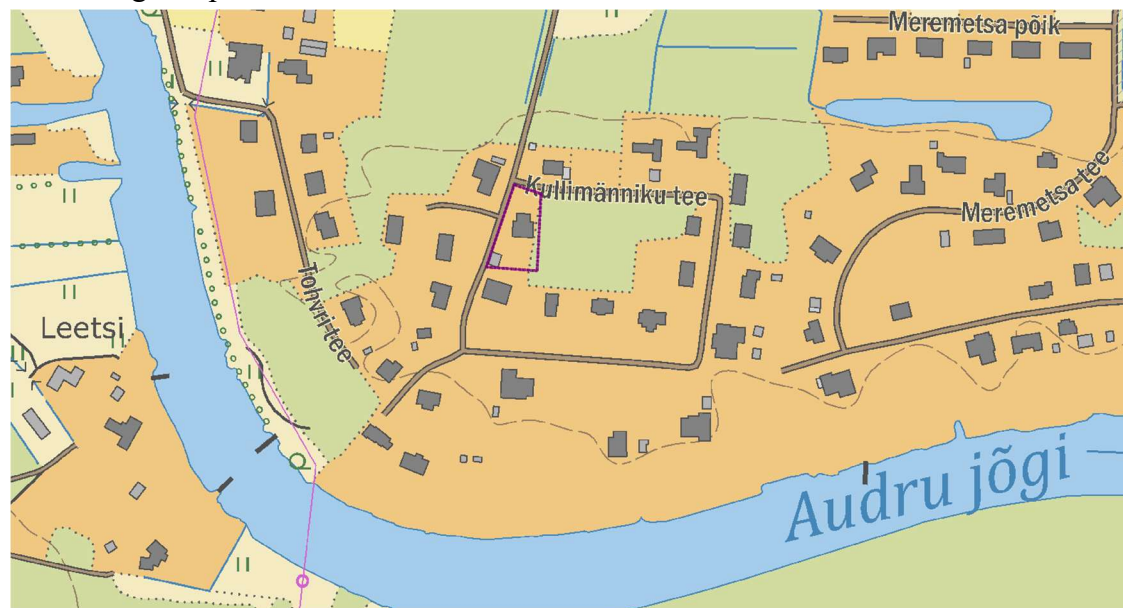 Meremetsa põik
Kullimänniku tee
Meremetsa tee
Tohvri tee
Leetsi
Audru jõgi